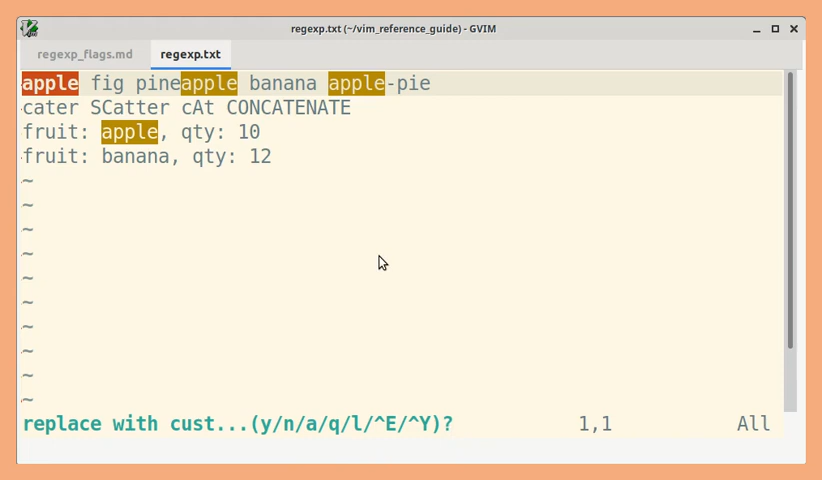 regexp.txt (~/vim_reference_guide) - GVIM
regexp_flags.md regexp.txt
apple fig pineapple banana apple-pie
cater SCatter cAt CONCATENATE
fruit: apple, qty: 10
fruit: banana, qty: 12
~
~
~
~
~
~
~
~
~
~
replace with cust...(y/n/a/q/l/^E/^Y)? 1,1 All